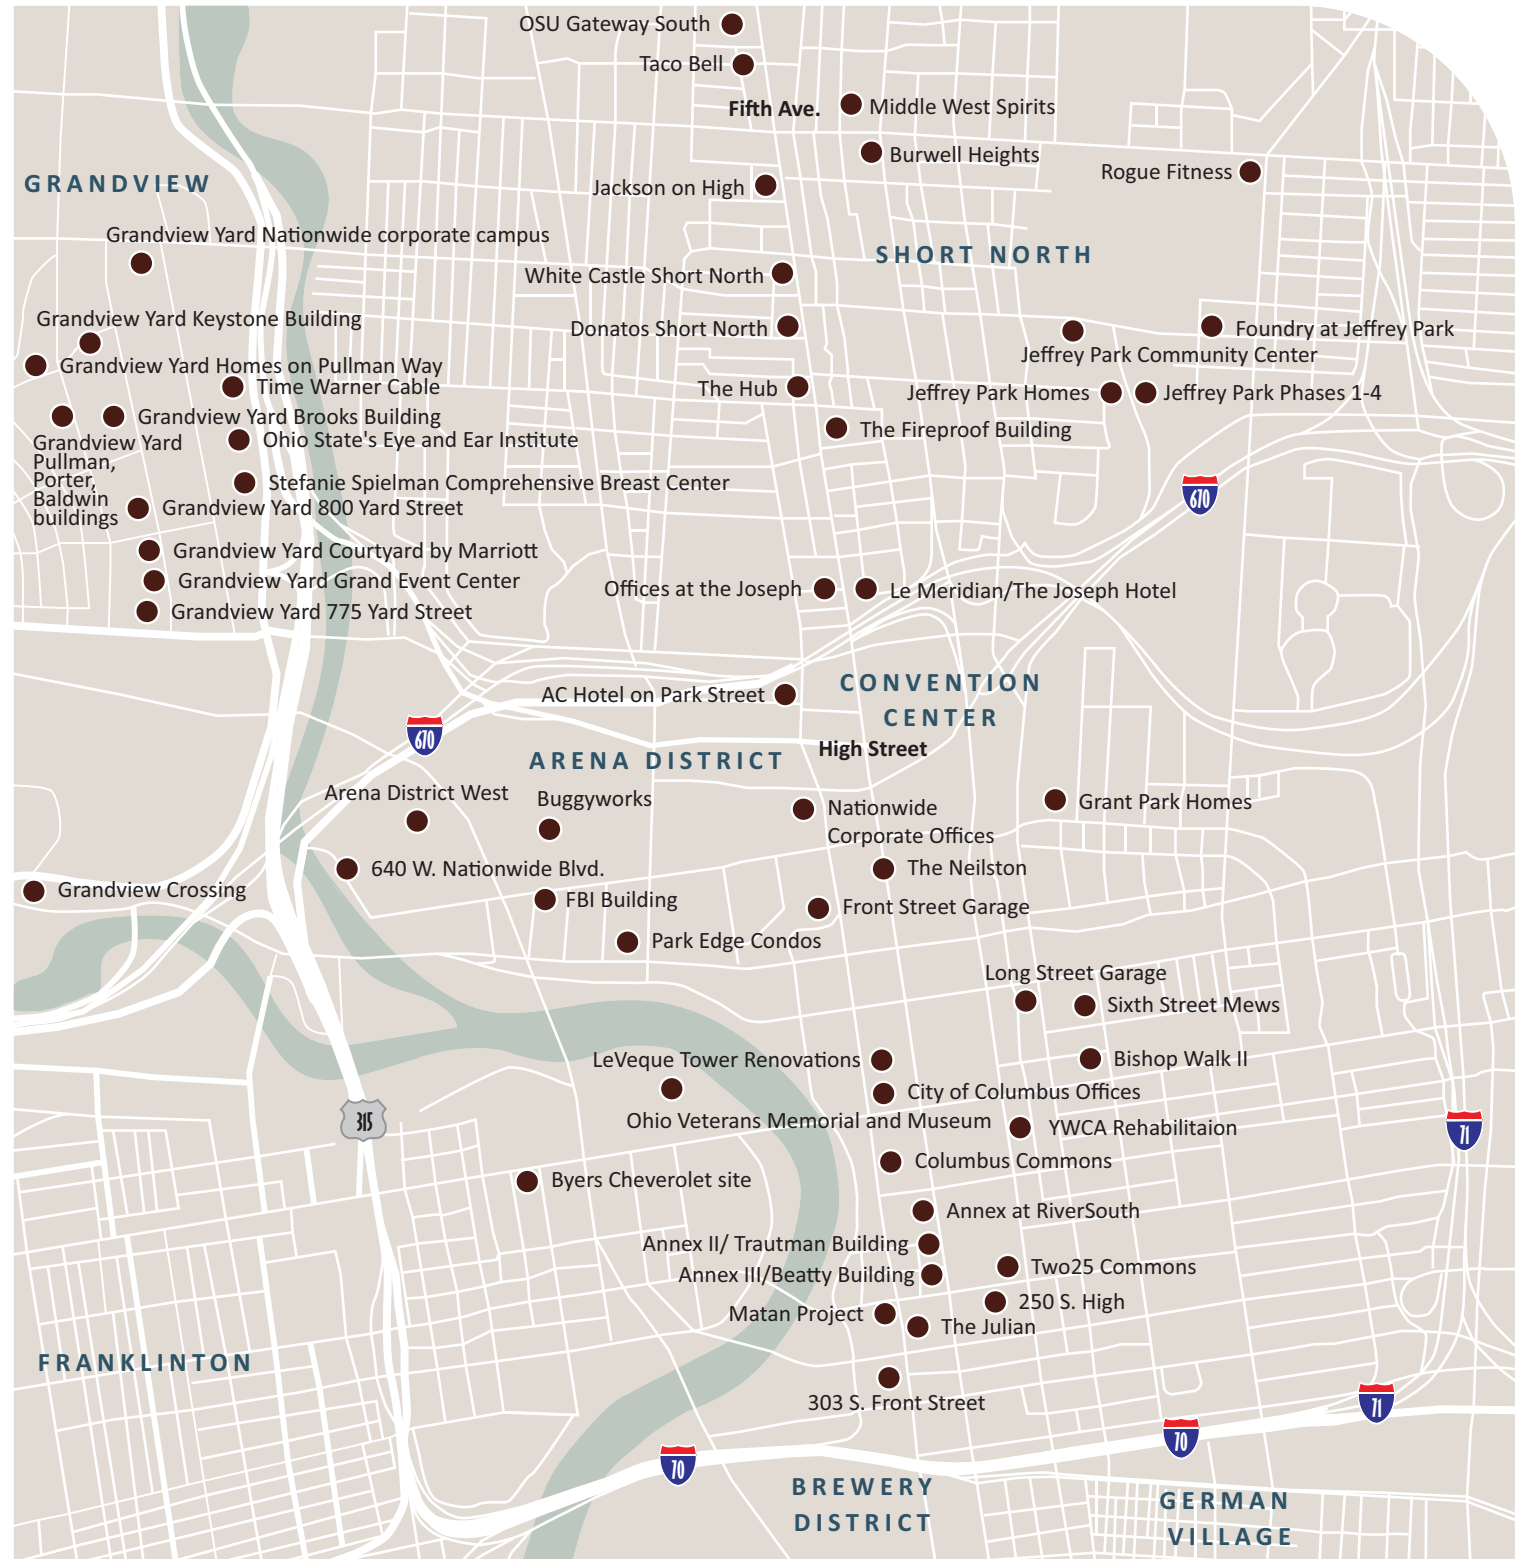 OSU Gateway South
Taco Bell
Fifth Ave.
Middle West Spirits
Burwell Heights
Rogue Fitness
GRANDVIEW
Jackson on High
Grandview Yard Nationwide corporate campus
SHORT NORTH
White Castle Short North
Grandview Yard Keystone Building
Donatos Short North
Foundry at Jeffrey Park
Jeffrey Park Community Center
Grandview Yard Homes on Pullman Way
Time Warner Cable
The Hub
Jeffrey Park Homes
Jeffrey Park Phases 1-4
Grandview Yard Brooks Building
The Fireproof Building
Grandview Yard
Pullman,
Porter,
Baldwin
buildings
Ohio State's Eye and Ear Institute
Stefanie Spielman Comprehensive Breast Center
670
Grandview Yard 800 Yard Street
Grandview Yard Courtyard by Marriott
Grandview Yard Grand Event Center
Offices at the Joseph
Le Meridian/The Joseph Hotel
Grandview Yard 775 Yard Street
AC Hotel on Park Street
CONVENTION
CENTER
670
High Street
ARENA DISTRICT
Arena District West
Buggyworks
Nationwide
Corporate Offices
Grant Park Homes
640 W. Nationwide Blvd.
The Neilston
Grandview Crossing
FBI Building
Front Street Garage
Park Edge Condos
Long Street Garage
Sixth Street Mews
LeVeque Tower Renovations
Bishop Walk II
City of Columbus Offices
315
Ohio Veterans Memorial and Museum
YWCA Rehabilitaion
71
Columbus Commons
Byers Cheverolet site
Annex at RiverSouth
Annex II/ Trautman Building
Two25 Commons
Annex III/Beatty Building
250 S. High
Matan Project
The Julian
FRANKLINTON
303 S. Front Street
71
70
70
BREWERY
DISTRICT
GERMAN
VILLAGE